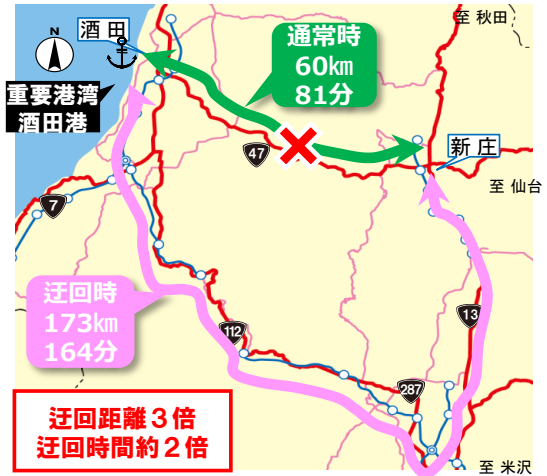 至 秋田
酒田
N
重要港湾
酒田港
通常時
60km
81分
47
新庄
至 仙台
7
迂回時
173km
164分
13
112
287
迂回距離３倍
迂回時間約２倍
至 米沢